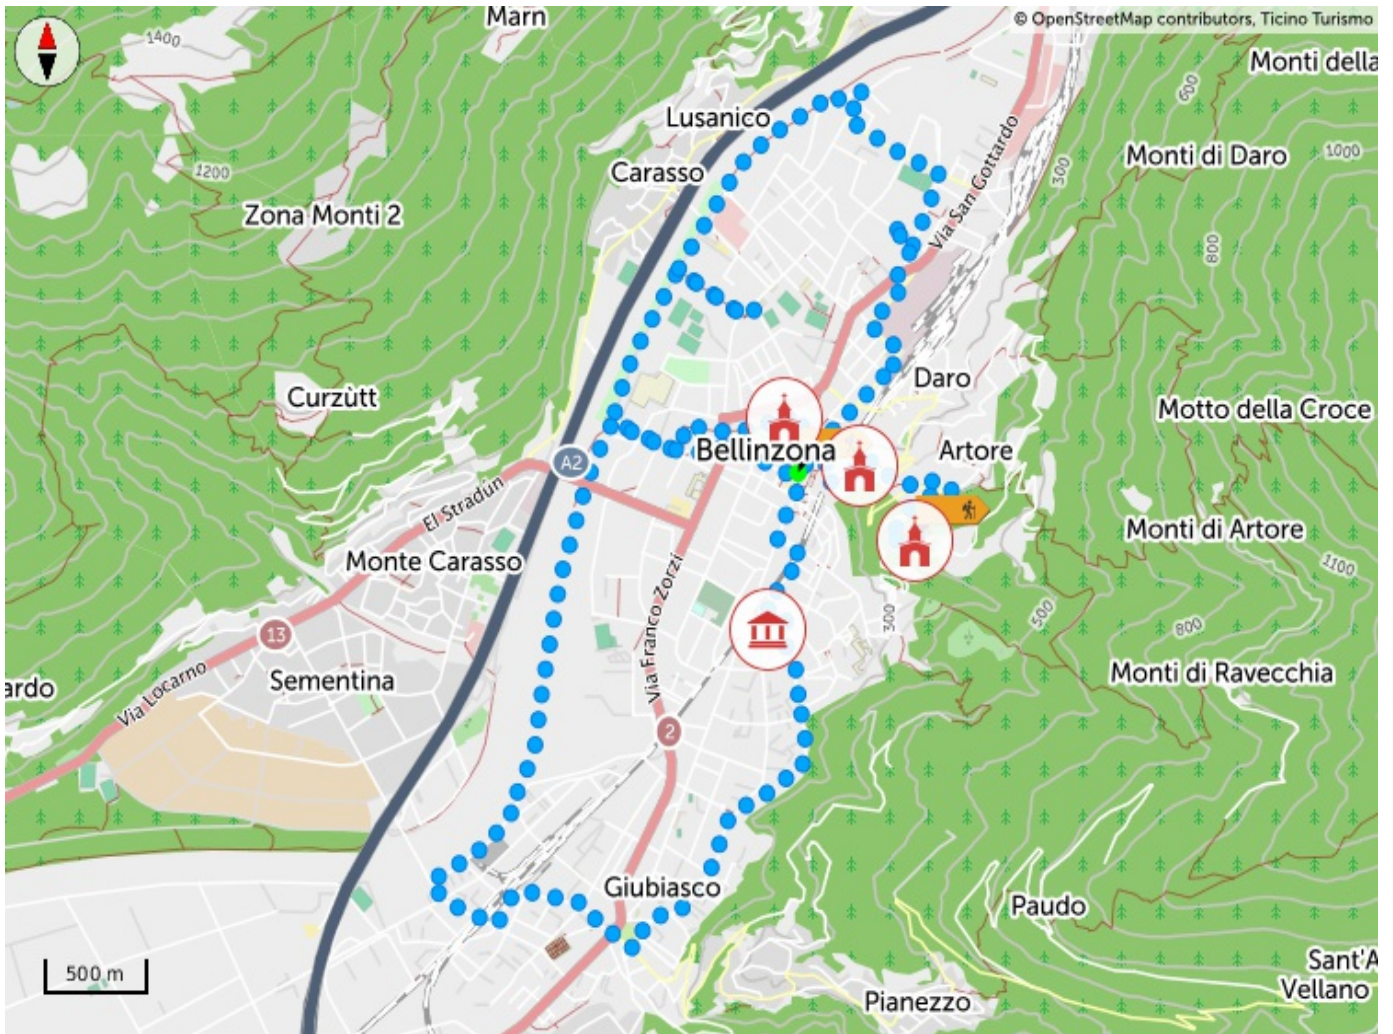 Marn
© OpenStreetMap contributors, Ticino Turismo
1400
Monti della
600
Lusanico
Via San Gottardo
Carasso
300
Monti di Daro
1000
1200
Zona Monti 2
800
Daro
Curzùtt
Motto della Croce
Bellinzona
Artore
A2
El Stradun
Monti di Artore
Monte Carasso
1100
Via Franco Zorzi
300
500
800
13
Monti di Ravecchia
ardo
Via Locarno
Sementina
2
Giubiasco
Paudo
500 m
Sant'A
Vellano
Pianezzo